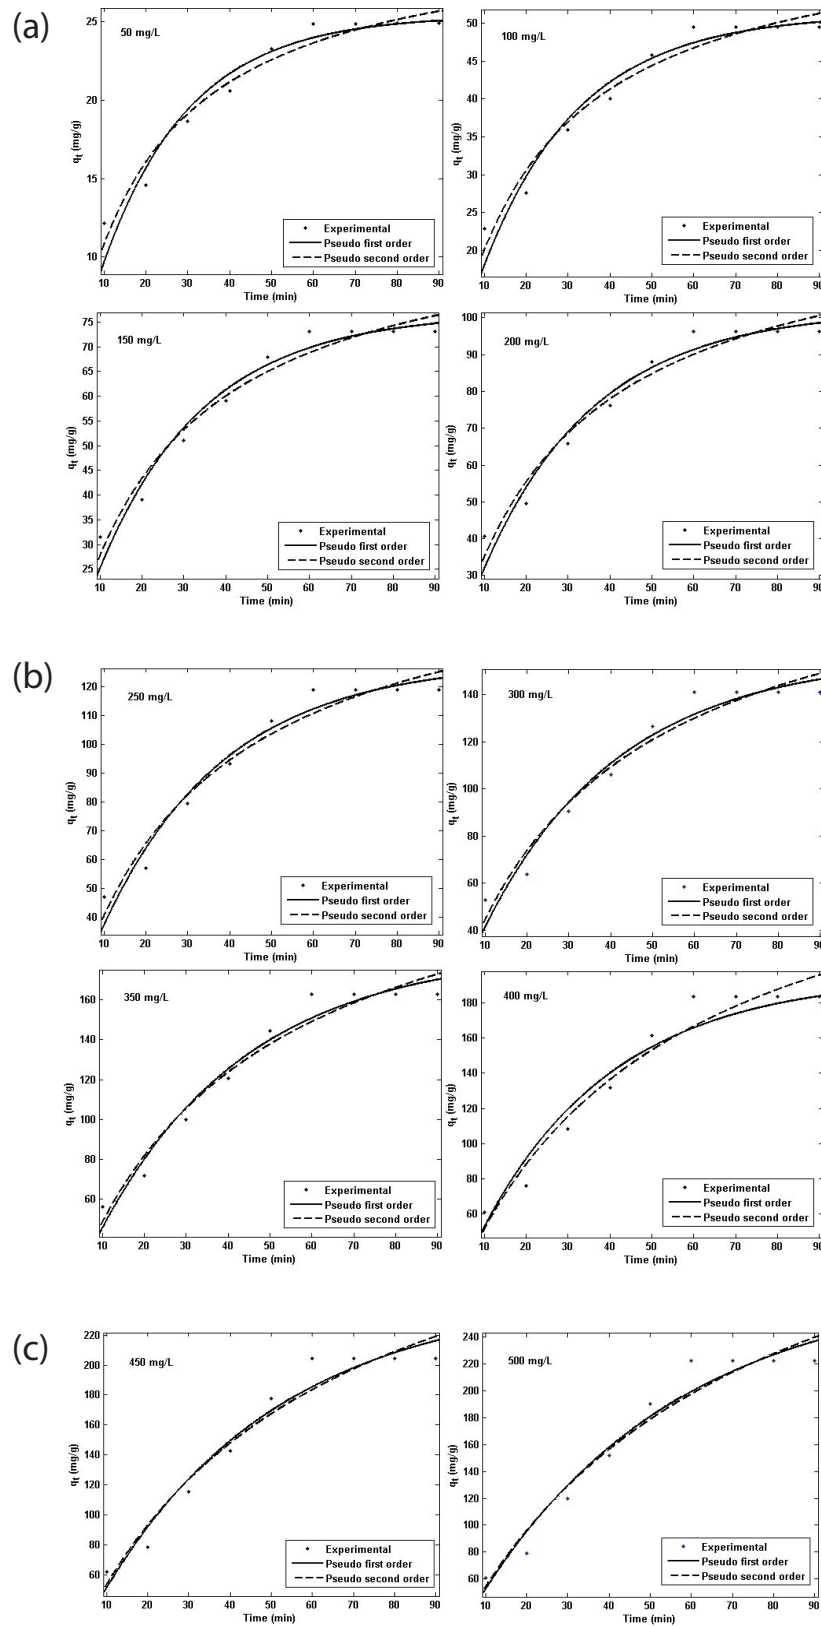 (a)
50 mg/L
25
20
15
10
qt (mg/g)
Experimental
Pseudo first order
Pseudo second order
10 20 30 40 50 60 70 80 90
Time (min)
100 mg/L
50
45
40
35
30
25
20
qt (mg/g)
Experimental
Pseudo first order
Pseudo second order
10 20 30 40 50 60 70 80 90
Time (min)
150 mg/L
75
70
65
60
55
50
45
40
35
30
25
qt (mg/g)
Experimental
Pseudo first order
Pseudo second order
10 20 30 40 50 60 70 80 90
Time (min)
200 mg/L
100
90
80
70
60
50
40
30
qt (mg/g)
Experimental
Pseudo first order
Pseudo second order
10 20 30 40 50 60 70 80 90
Time (min)
(b)
250 mg/L
120
110
100
90
80
70
60
50
40
qt (mg/g)
Experimental
Pseudo first order
Pseudo second order
10 20 30 40 50 60 70 80 90
Time (min)
300 mg/L
140
120
100
80
60
40
qt (mg/g)
Experimental
Pseudo first order
Pseudo second order
10 20 30 40 50 60 70 80 90
Time (min)
350 mg/L
160
140
120
100
80
60
qt (mg/g)
Experimental
Pseudo first order
Pseudo second order
10 20 30 40 50 60 70 80 90
Time (min)
400 mg/L
180
160
140
120
100
80
60
qt (mg/g)
Experimental
Pseudo first order
Pseudo second order
10 20 30 40 50 60 70 80 90
Time (min)
(c)
450 mg/L
220
200
180
160
140
120
100
80
60
qt (mg/g)
Experimental
Pseudo first order
Pseudo second order
10 20 30 40 50 60 70 80 90
Time (min)
500 mg/L
240
220
200
180
160
140
120
100
80
60
qt (mg/g)
Experimental
Pseudo first order
Pseudo second order
10 20 30 40 50 60 70 80 90
Time (min)